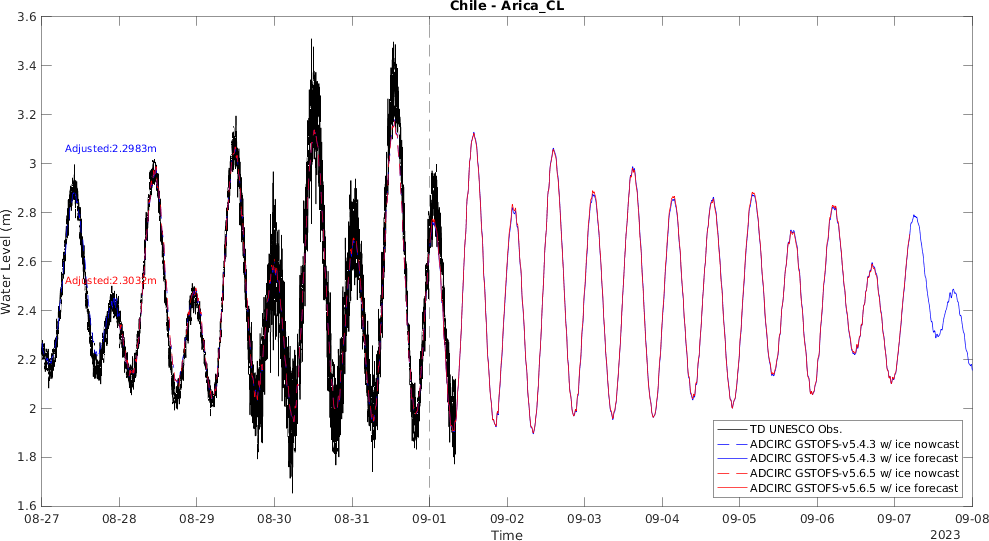 Chile - Arica_CL
3.6
3.4
3.2
3
2.8
2.6
2.4
2.2
2
1.8
1.6
Water Level (m)
Adjusted:2.2983m
Adjusted:2.3032m
TD UNESCO Obs.
ADCIRC GSTOFS-v5.4.3 w/ ice nowcast
ADCIRC GSTOFS-v5.4.3 w/ ice forecast
ADCIRC GSTOFS-v5.6.5 w/ ice nowcast
ADCIRC GSTOFS-v5.6.5 w/ ice forecast
08-27 08-28 08-29 08-30 08-31 09-01 09-02 09-03 09-04 09-05 09-06 09-07 09-08
Time 2023